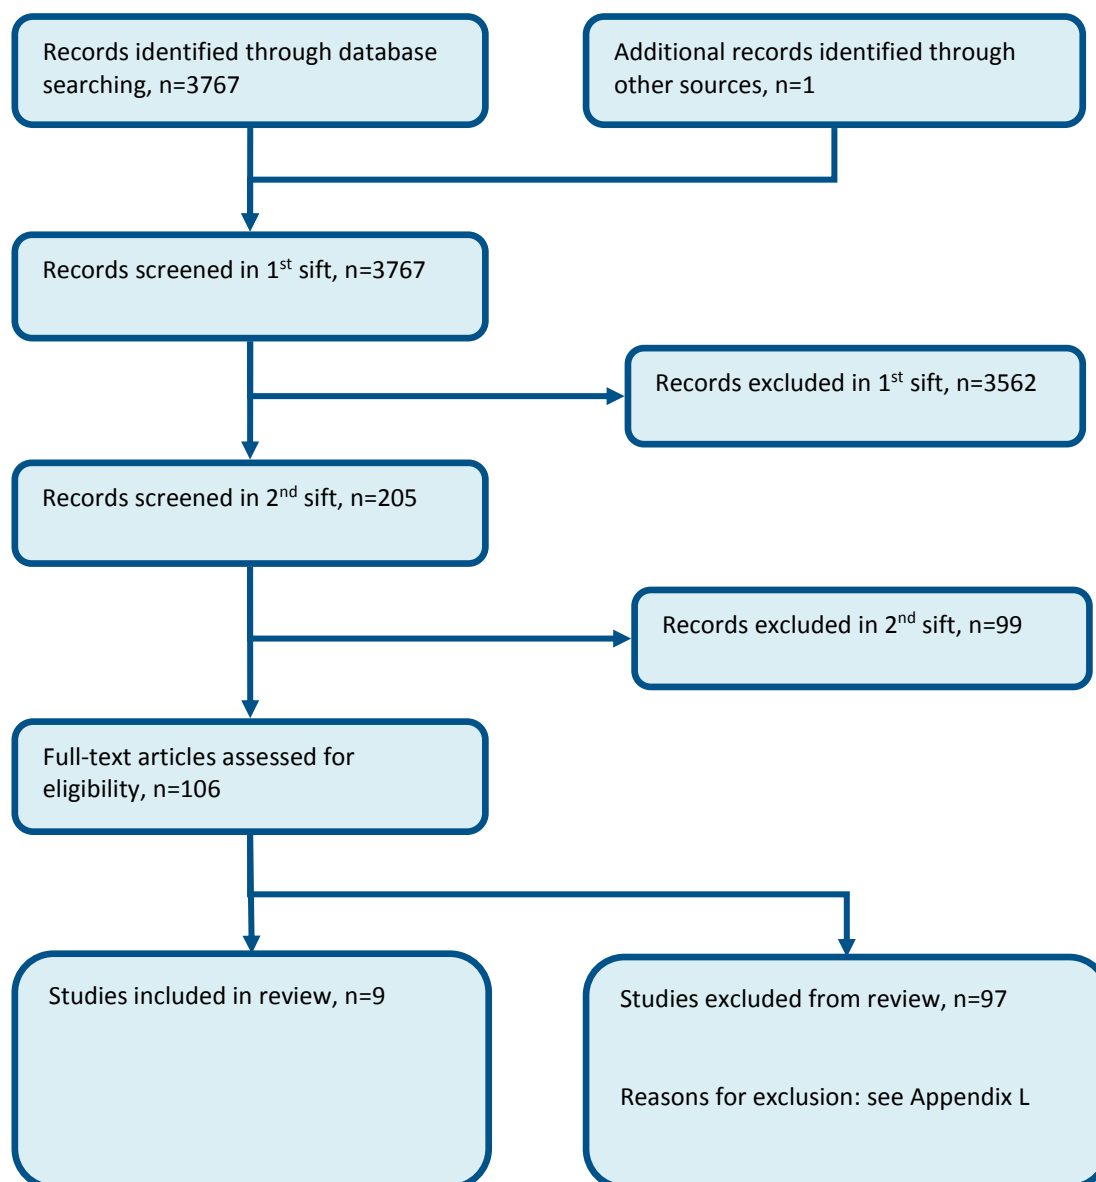 Records identified through database
searching, n=3767
Additional records identified through
other sources, n=1
Records screened in 1st sift, n=3767
Records excluded in 1st sift, n=3562
Records screened in 2nd sift, n=205
Records excluded in 2nd sift, n=99
Full-text articles assessed for
eligibility, n=106
Studies included in review, n=9
Studies excluded from review, n=97
Reasons for exclusion: see Appendix L